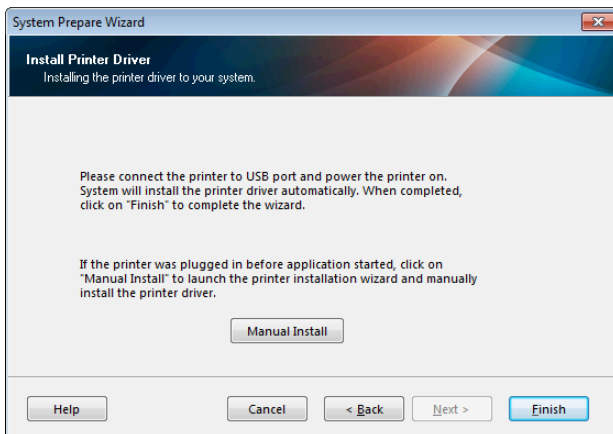 System Prepare Wizard
Install Printer Driver
Installing the printer driver to your system.
Please connect the printer to USB port and power the printer on.
System will install the printer driver automatically. When completed,
click on "Finish" to complete the wizard.
If the printer was plugged in before application started, click on
"Manual Install" to launch the printer installation wizard and manually
install the printer driver.
Manual Install
Help Cancel < Back Next > Finish